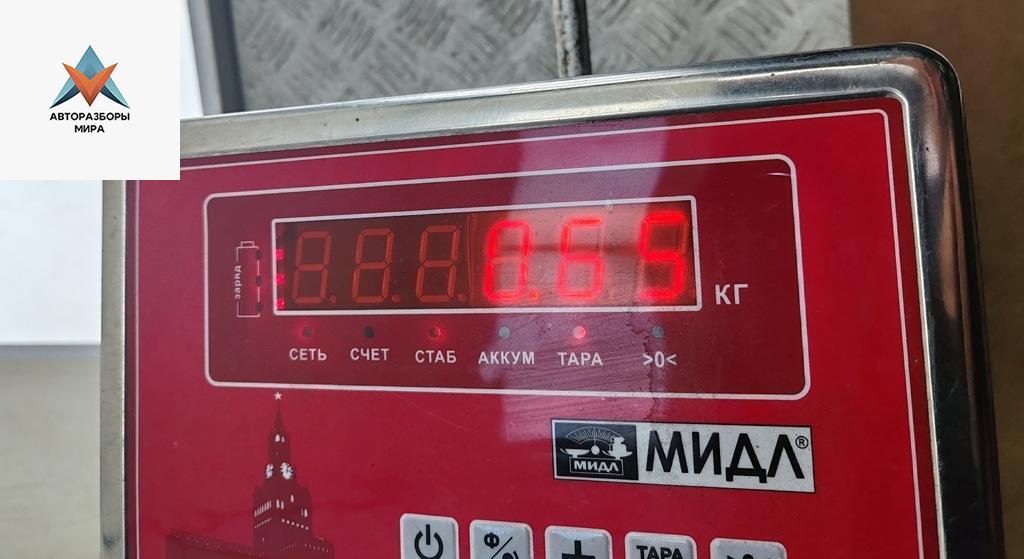 АВТОРАЗБОРЫ
МИРА
заряд
0.65
КГ
СЕТЬ СЧЕТ СТАБ АККУМ ТАРА >0<
МИДЛ МИДЛ®
Ф
ТАРА